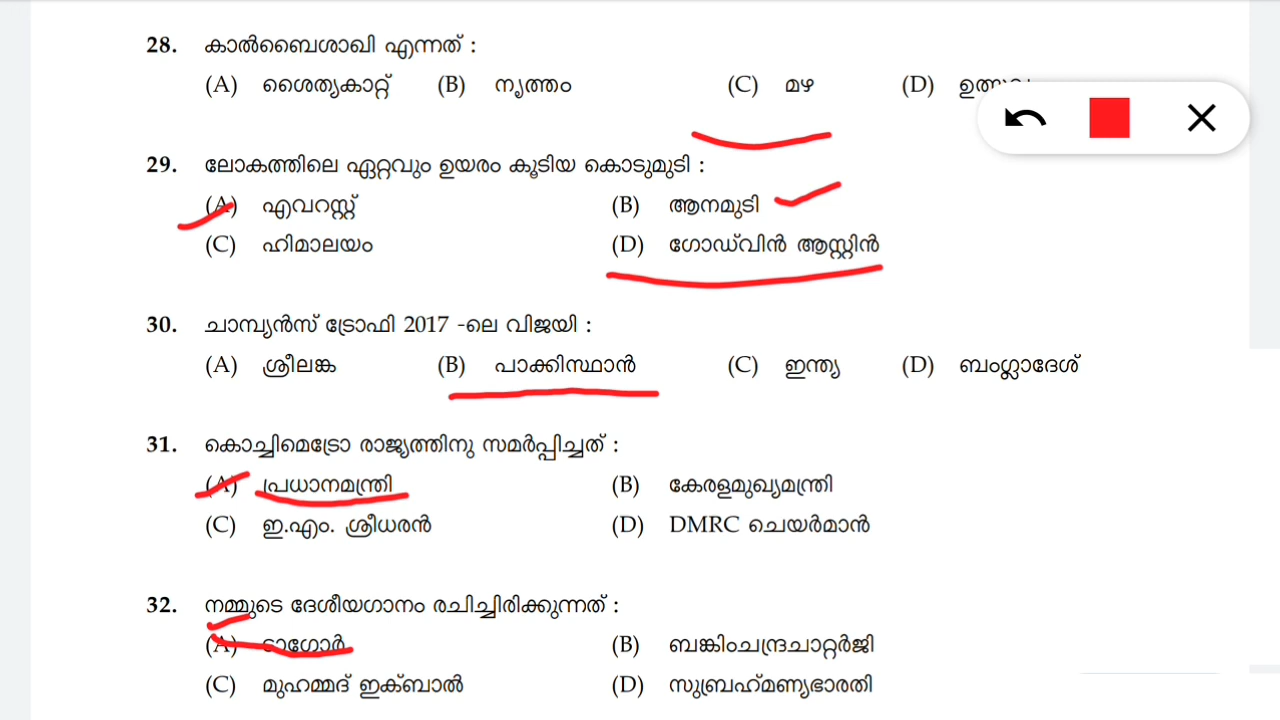 28. കാൽബൈശാഖി എന്നത് :
(A) ശൈത്യകാറ്റ് (B) നൃത്തം (C) മഴ (D)
29. ലോകത്തിലെ ഏറ്റവും ഉയരം കൂടിയ കൊടുമുടി :
(A) എവറസ്റ്റ് (B) ആനമുടി
(C) ഹിമാലയം (D) ഗോഡ്‌വിൻ ആസ്റ്റിൻ
30. ചാമ്പ്യൻസ് ട്രോഫി 2017 -ലെ വിജയി :
(A) ശ്രീലങ്ക (B) പാക്കിസ്ഥാൻ (C) ഇന്ത്യ (D) ബംഗ്ലാദേശ്
31. കൊച്ചിമെട്രോ രാജ്യത്തിനു സമർപ്പിച്ചത് :
(A) പ്രധാനമന്ത്രി (B) കേരളമുഖ്യമന്ത്രി
(C) ഇ.എം. ശ്രീധരൻ (D) DMRC ചെയർമാൻ
32. നമ്മുടെ ദേശീയഗാനം രചിച്ചിരിക്കുന്നത് :
(A) ടാഗോർ (B) ബങ്കിംചന്ദ്രചാറ്റർജി
(C) മുഹമ്മദ് ഇക്ബാൽ (D) സുബ്രഹ്മണ്യഭാരതി